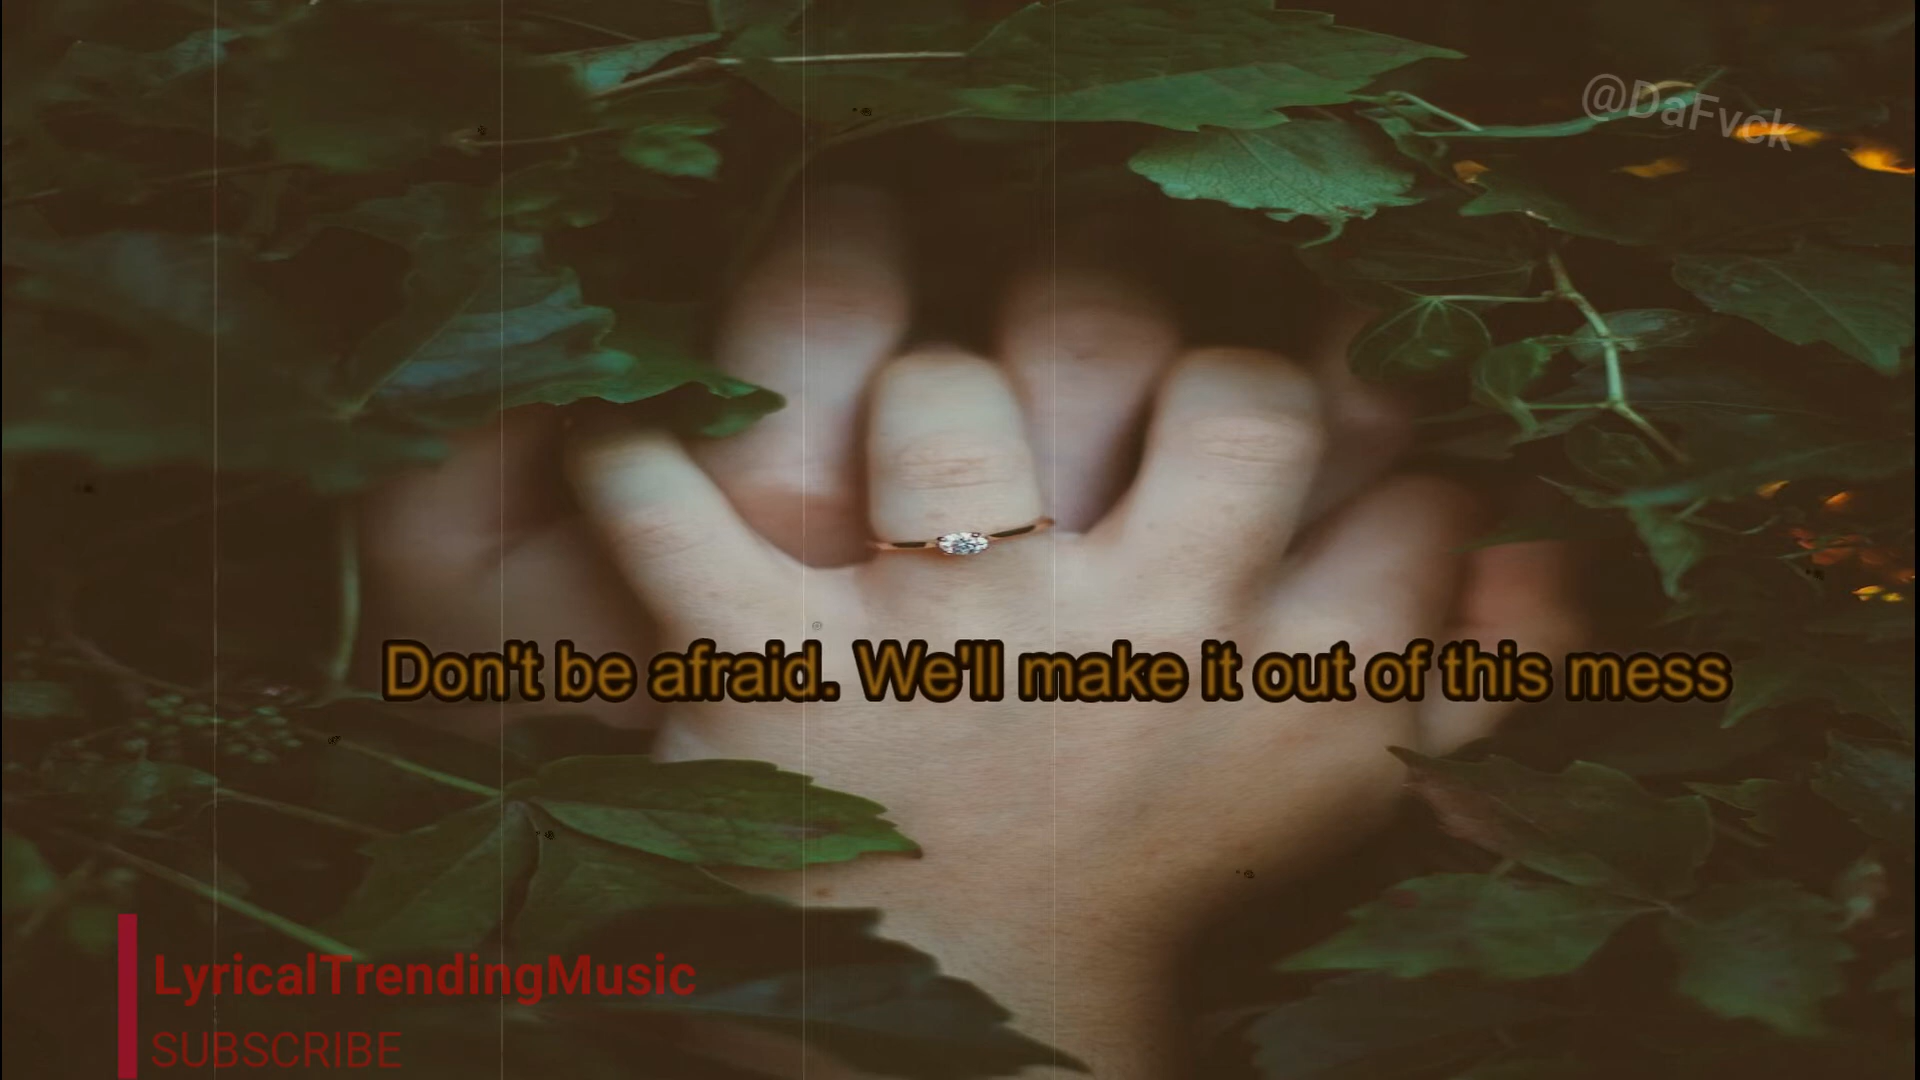 @DaFvck
Don't be afraid. We'll make it out of this mess
LyricalTrendingMusic
SUBSCRIBE